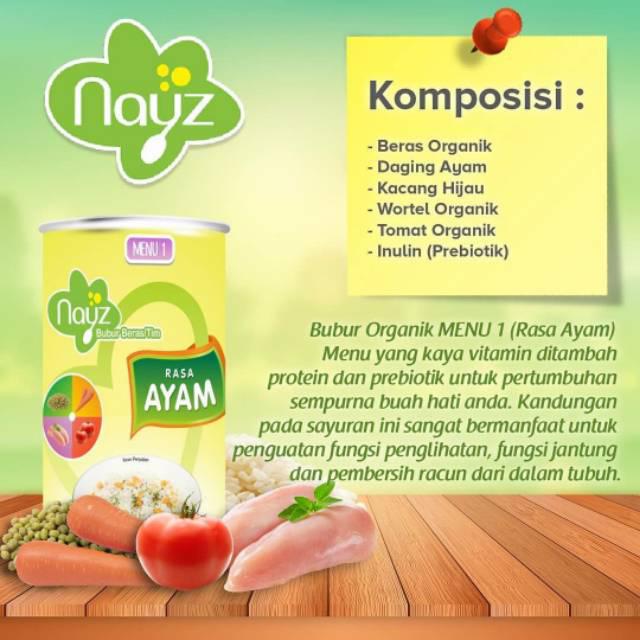 Nayz
Komposisi :
- Beras Organik
- Daging Ayam
- Kacang Hijau
- Wortel Organik
- Tomat Organik
- Inulin (Prebiotik)
MENU 1
Nayz
Bubur Beras/Tim
RASA
AYAM
Bubur Organik MENU 1 (Rasa Ayam)
Menu yang kaya vitamin ditambah
protein dan prebiotik untuk pertumbuhan
sempurna buah hati anda. Kandungan
pada sayuran ini sangat bermanfaat untuk
penguatan fungsi penglihatan, fungsi jantung
dan pembersih racun dari dalam tubuh.